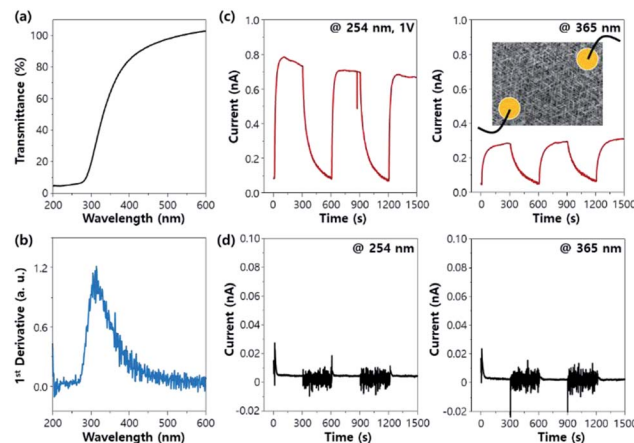 (a)
Transmittance (%)
100
80
60
40
20
0
200 300 400 500 600
Wavelength (nm)
(b)
1st Derivative (a. u.)
1.2
0.6
0.0
200 300 400 500 600
Wavelength (nm)
(c)
@ 254 nm, 1V
Current (nA)
1.0
0.8
0.6
0.4
0.2
0.0
0 300 600 900 1200 1500
Time (s)
@ 365 nm
Current (nA)
1.0
0.8
0.6
0.4
0.2
0.0
0 300 600 900 1200 1500
Time (s)
(d)
@ 254 nm
Current (nA)
0.10
0.08
0.06
0.04
0.02
0.00
-0.02
0 300 600 900 1200 1500
Time (s)
@ 365 nm
Current (nA)
0.10
0.08
0.06
0.04
0.02
0.00
-0.02
0 300 600 900 1200 1500
Time (s)